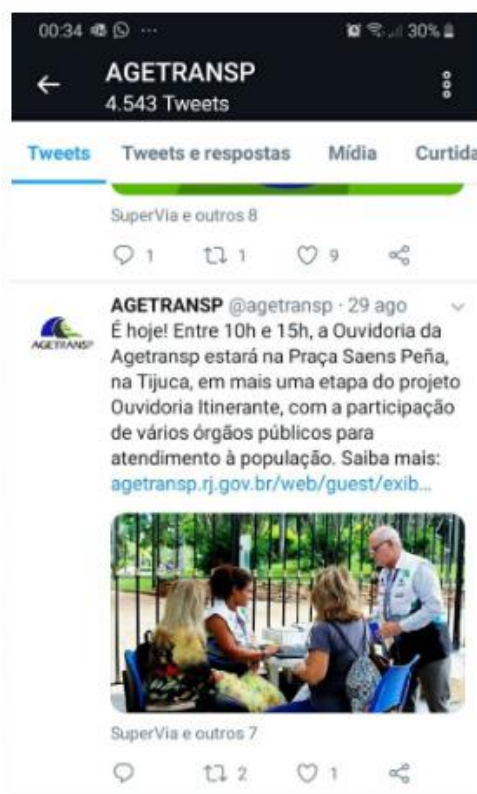 00:34 ... 30%
AGETRANSP
4.543 Tweets
Tweets Tweets e respostas Mídia Curtida
SuperVia e outros 8
1 1 9
AGETRANSP @agetransp · 29 ago
É hoje! Entre 10h e 15h, a Ouvidoria da
AGETRANSP
Agetransp estará na Praça Saens Peña,
na Tijuca, em mais uma etapa do projeto
Ouvidoria Itinerante, com a participação
de vários órgãos públicos para
atendimento à população. Saiba mais:
agetransp.rj.gov.br/web/guest/exib...
SuperVia e outros 7
2 1